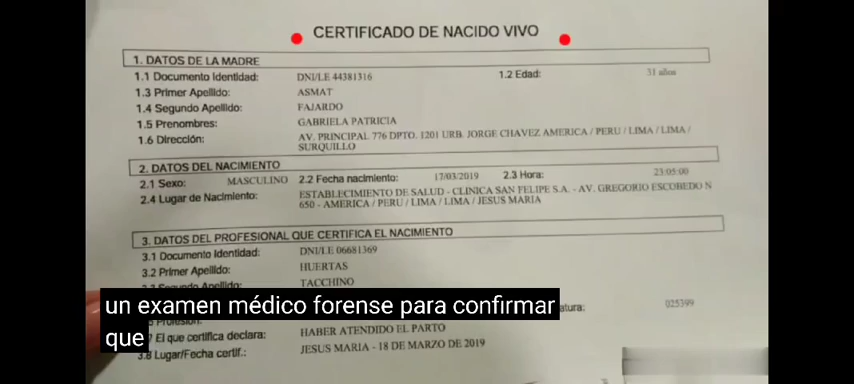 CERTIFICADO DE NACIDO VIVO
1. DATOS DE LA MADRE
1.1 Documento Identidad: DNI/LE 44381316 1.2 Edad: 31 años
1.3 Primer Apellido: ASMAT
1.4 Segundo Apellido: FAJARDO
1.5 Prenombres: GABRIELA PATRICIA
1.6 Dirección: AV. PRINCIPAL 776 DPTO. 1201 URB. JORGE CHAVEZ AMERICA / PERU / LIMA / LIMA /
SURQUILLO
2. DATOS DEL NACIMIENTO
2.1 Sexo: MASCULINO 2.2 Fecha nacimiento: 17/03/2019 2.3 Hora: 23:05:00
2.4 Lugar de Nacimiento: ESTABLECIMIENTO DE SALUD - CLINICA SAN FELIPE S.A. - AV. GREGORIO ESCOBEDO N
650 - AMERICA / PERU / LIMA / LIMA / JESUS MARIA
3. DATOS DEL PROFESIONAL QUE CERTIFICA EL NACIMIENTO
3.1 Documento Identidad: DNI/LE 06681369
3.2 Primer Apellido: HUERTAS
Apellido: TACCHINO
un examen médico forense para confirmar
que
atura: 025399
El que certifica declara: HABER ATENDIDO EL PARTO
3.8 Lugar/Fecha certif.: JESUS MARIA - 18 DE MARZO DE 2019